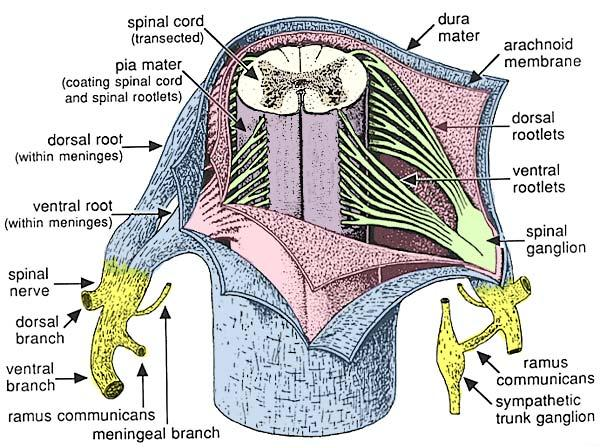 spinal cord
(transected)
pia mater
(coating spinal cord
and spinal rootlets)
dorsal root
(within meninges)
ventral root
(within meninges)
spinal
nerve
dorsal
branch
ventral
branch
ramus communicans
meningeal branch
dura
mater
arachnoid
membrane
dorsal
rootlets
ventral
rootlets
spinal
ganglion
ramus
communicans
sympathetic
trunk ganglion